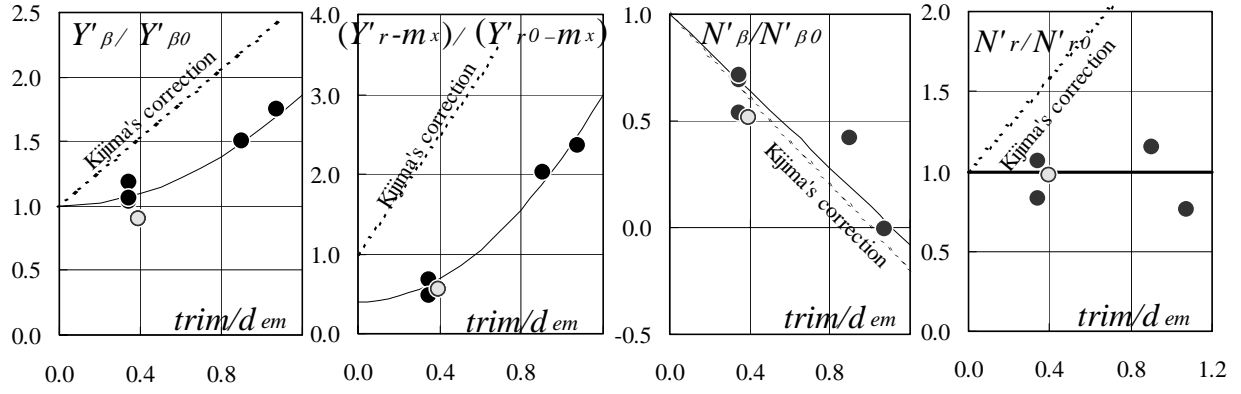 2.5
2.0
1.5
1.0
0.5
0.0
Y'β/ Y'β0
Kijima's correction
trim/d em
0.0 0.4 0.8
4.0
3.0
2.0
1.0
0.0
(Y'r-mx)/ (Y'r0-mx)
Kijima's correction
trim/d em
0.0 0.4 0.8
1.0
0.5
0.0
-0.5
N'β/N'β0
Kijima's correction
trim/d em
0.0 0.4 0.8
2.0
1.5
1.0
0.5
0.0
N'r/N'r0
Kijima's correction
trim/d em
0.0 0.4 0.8 1.2